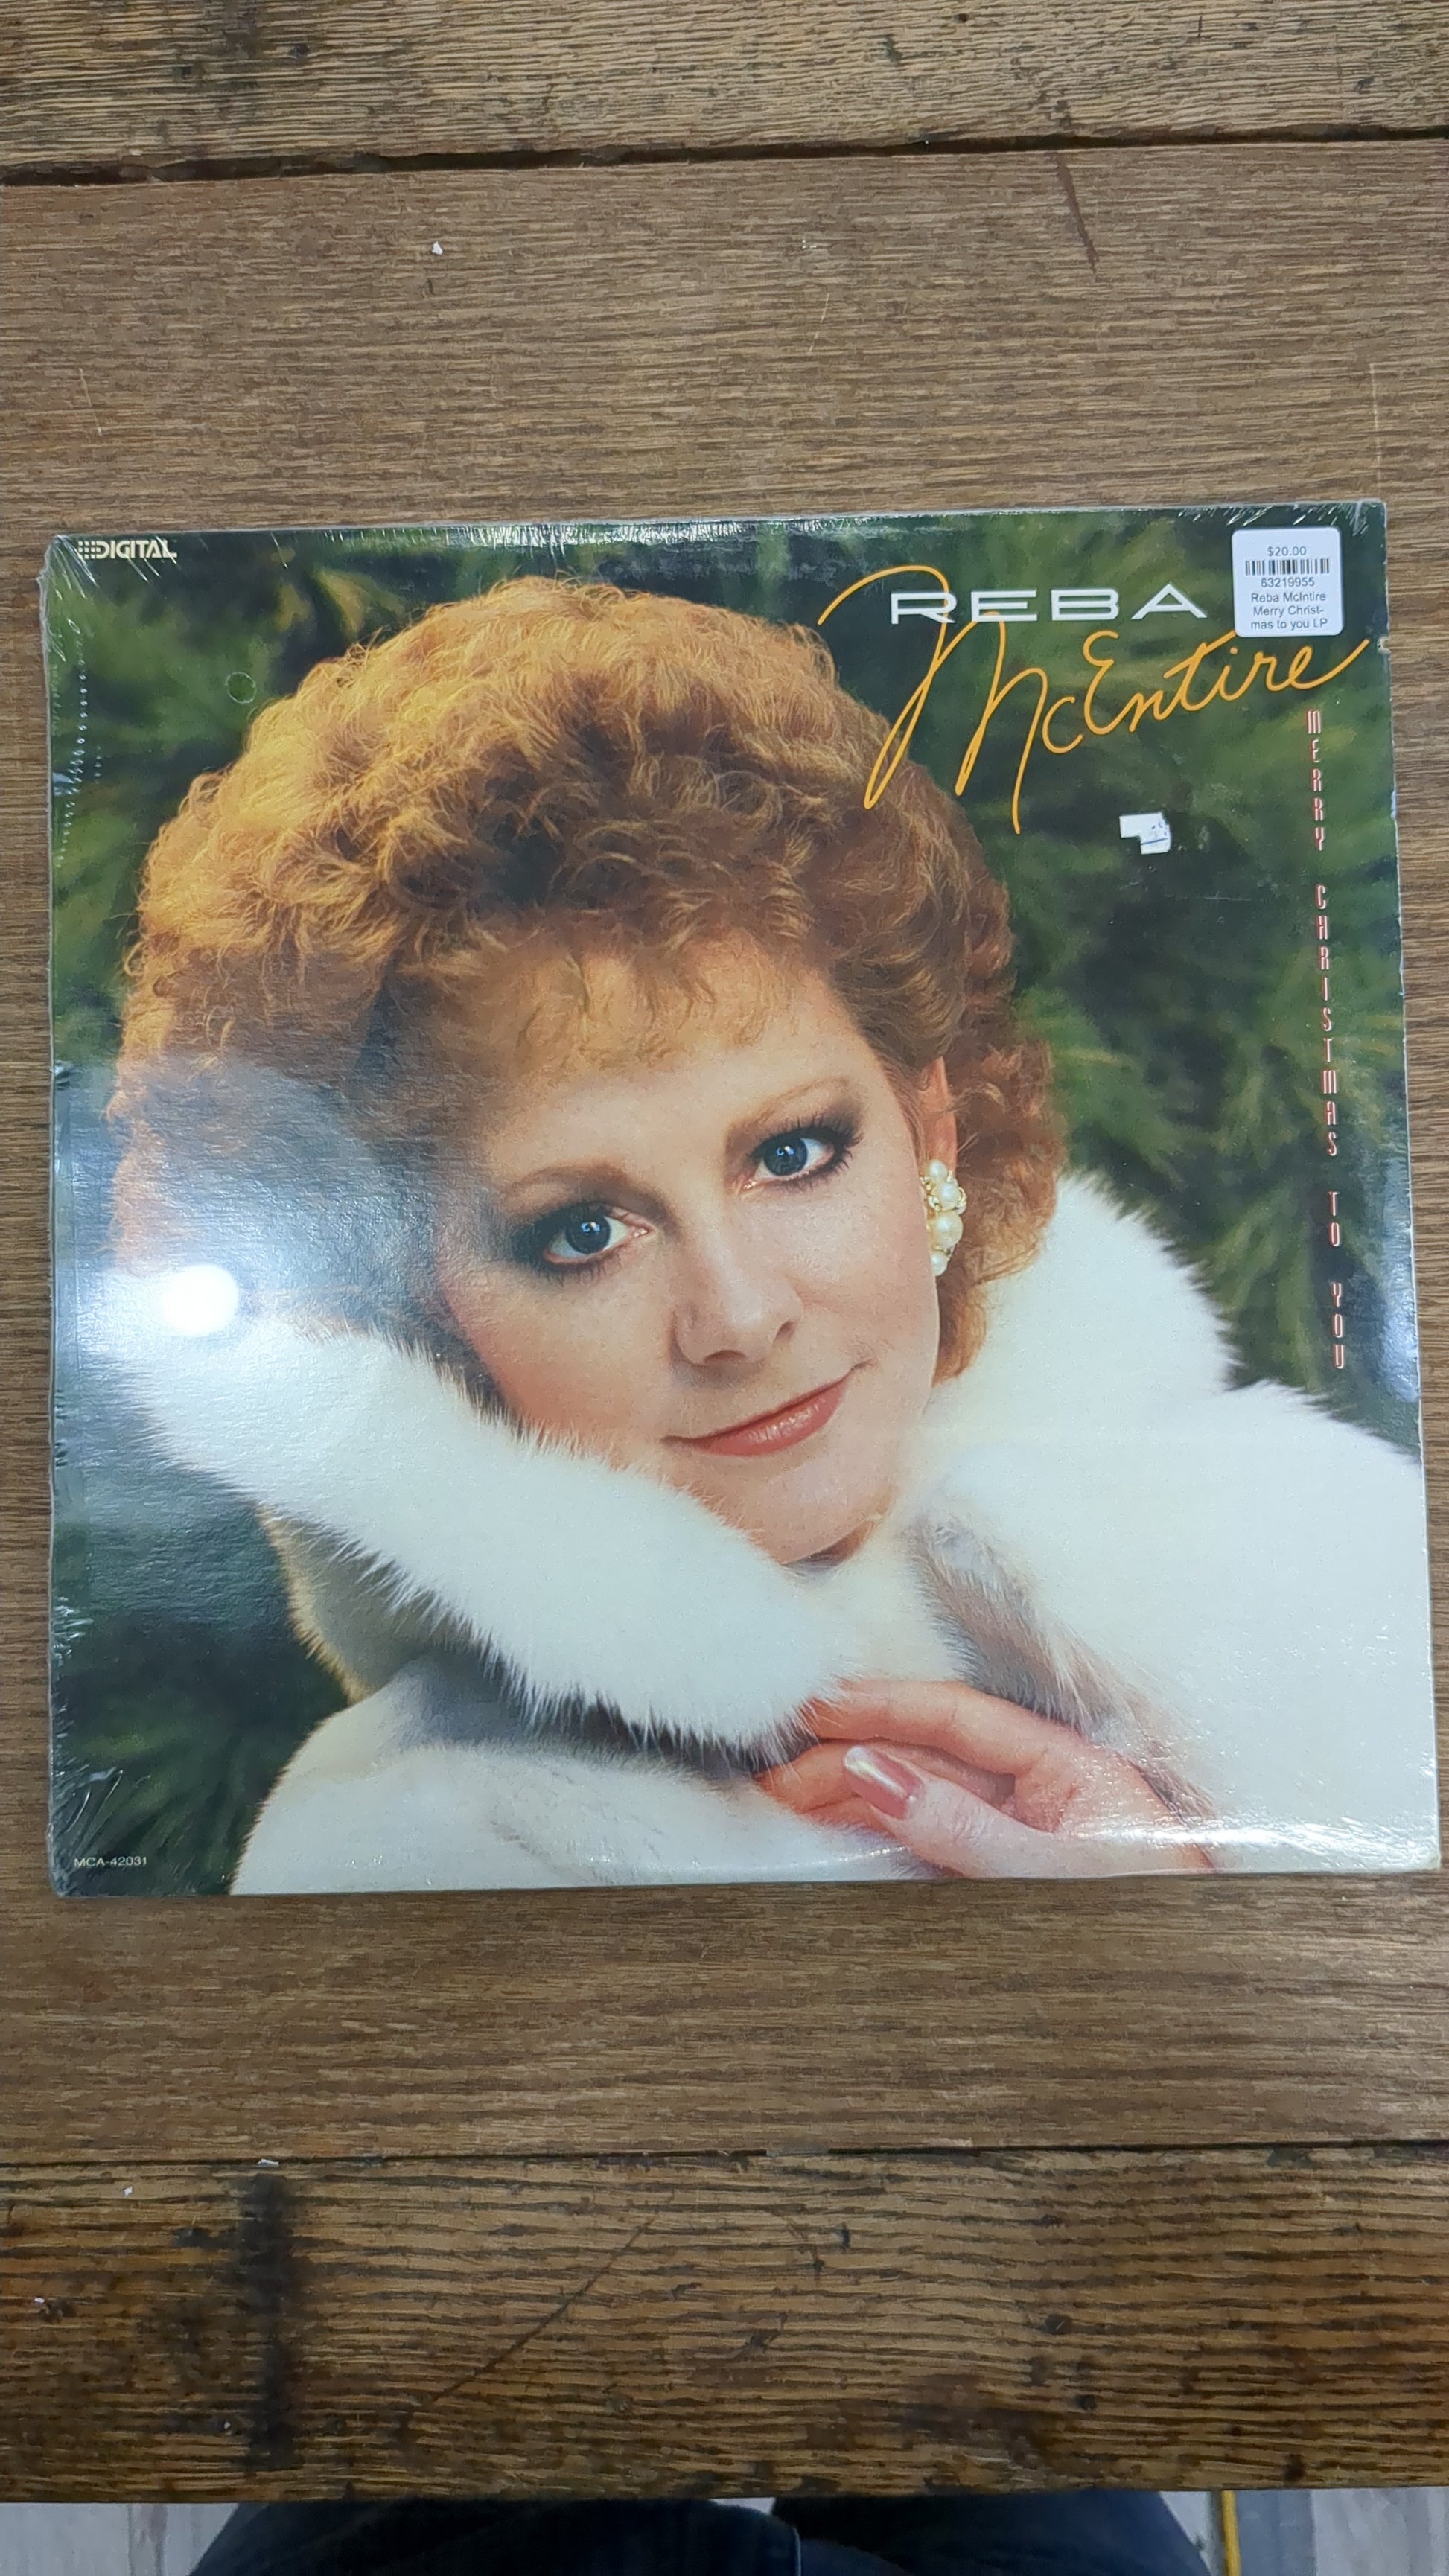 DIGITAL
REBA
McEntire
$20.00
63219955
Reba McIntire
Merry Christ-
mas to you LP
MERRY CHRISTMAS TO YOU
MCA-42031